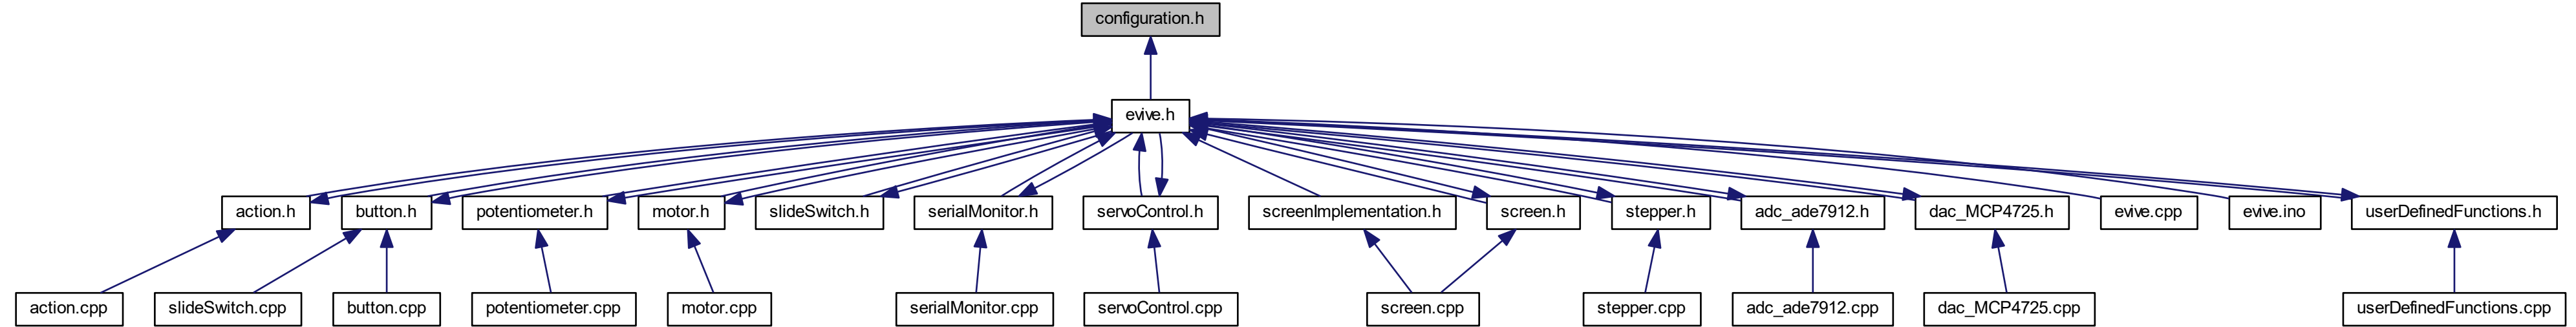 configuration.h
evive.h
action.h
button.h
potentiometer.h
motor.h
slideSwitch.h
serialMonitor.h
servoControl.h
screenImplementation.h
screen.h
stepper.h
adc_ade7912.h
dac_MCP4725.h
evive.cpp
evive.ino
userDefinedFunctions.h
action.cpp
slideSwitch.cpp
button.cpp
potentiometer.cpp
motor.cpp
serialMonitor.cpp
servoControl.cpp
screen.cpp
stepper.cpp
adc_ade7912.cpp
dac_MCP4725.cpp
userDefinedFunctions.cpp